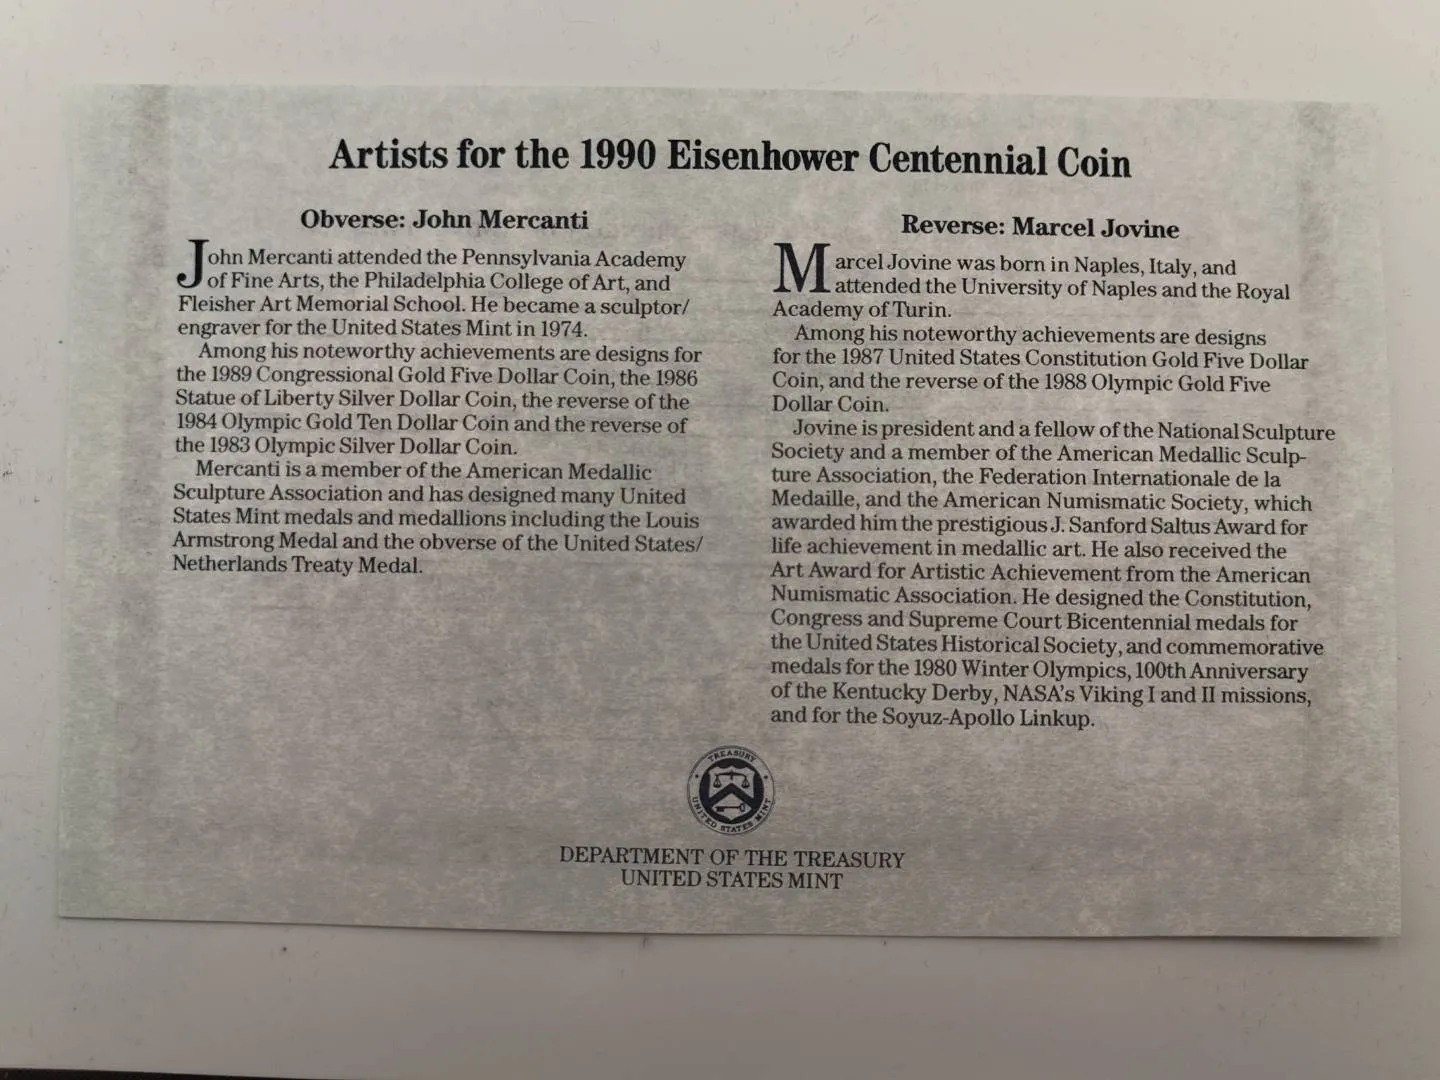 Artists for the 1990 Eisenhower Centennial Coin
Obverse: John Mercanti
John Mercanti attended the Pennsylvania Academy
of Fine Arts, the Philadelphia College of Art, and
Fleisher Art Memorial School. He became a sculptor/
engraver for the United States Mint in 1974.
Among his noteworthy achievements are designs for
the 1989 Congressional Gold Five Dollar Coin, the 1986
Statue of Liberty Silver Dollar Coin, the reverse of the
1984 Olympic Gold Ten Dollar Coin and the reverse of
the 1983 Olympic Silver Dollar Coin.
Mercanti is a member of the American Medallic
Sculpture Association and has designed many United
States Mint medals and medallions including the Louis
Armstrong Medal and the obverse of the United States/
Netherlands Treaty Medal.
Reverse: Marcel Jovine
Marcel Jovine was born in Naples, Italy, and
attended the University of Naples and the Royal
Academy of Turin.
Among his noteworthy achievements are designs
for the 1987 United States Constitution Gold Five Dollar
Coin, and the reverse of the 1988 Olympic Gold Five
Dollar Coin.
Jovine is president and a fellow of the National Sculpture
Society and a member of the American Medallic Sculp-
ture Association, the Federation Internationale de la
Medaille, and the American Numismatic Society, which
awarded him the prestigious J. Sanford Saltus Award for
life achievement in medallic art. He also received the
Art Award for Artistic Achievement from the American
Numismatic Association. He designed the Constitution,
Congress and Supreme Court Bicentennial medals for
the United States Historical Society, and commemorative
medals for the 1980 Winter Olympics, 100th Anniversary
of the Kentucky Derby, NASA's Viking I and II missions,
and for the Soyuz-Apollo Linkup.
TREASURY
UNITED STATES MINT
DEPARTMENT OF THE TREASURY
UNITED STATES MINT